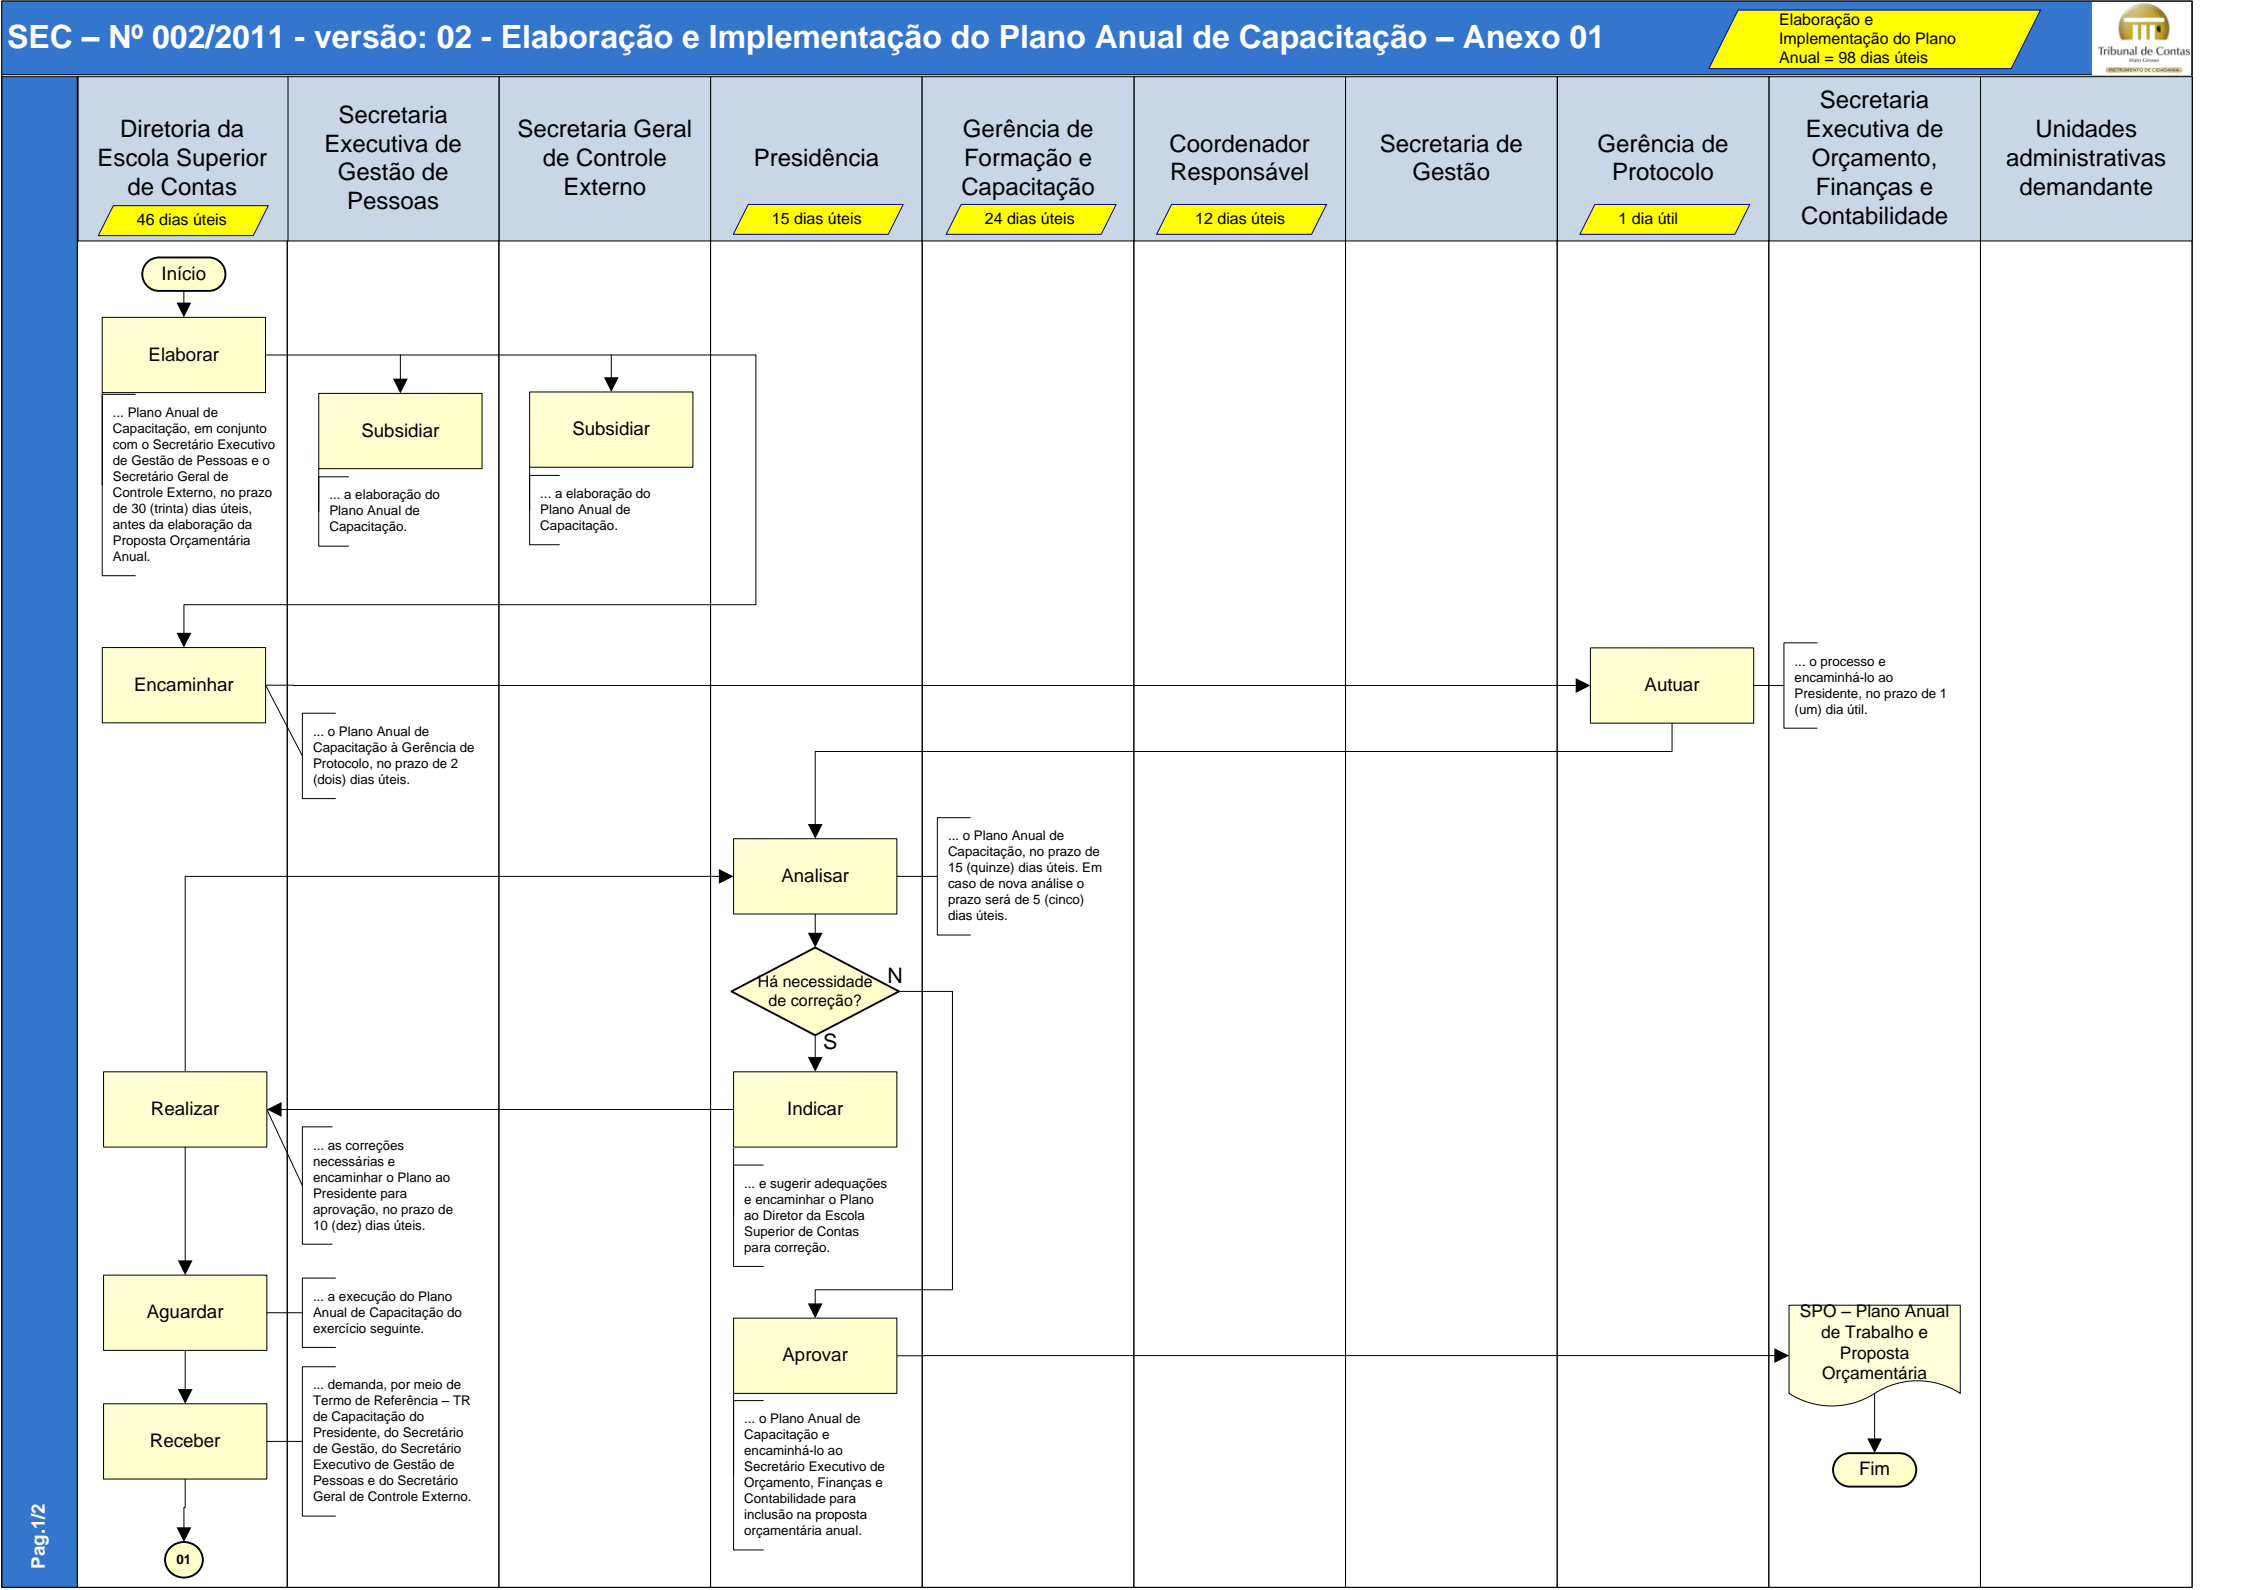 SEC – Nº 002/2011 - versão: 02 - Elaboração e Implementação do Plano Anual de Capacitação – Anexo 01
Elaboração e
Implementação do Plano
Anual = 98 dias úteis
Tribunal de Contas
Mato Grosso
INSTRUMENTO DE CIDADANIA
Diretoria da
Escola Superior
de Contas
46 dias úteis
Secretaria
Executiva de
Gestão de
Pessoas
Secretaria Geral
de Controle
Externo
Presidência
15 dias úteis
Gerência de
Formação e
Capacitação
24 dias úteis
Coordenador
Responsável
12 dias úteis
Secretaria de
Gestão
Gerência de
Protocolo
1 dia útil
Secretaria
Executiva de
Orçamento,
Finanças e
Contabilidade
Unidades
administrativas
demandante
Início
Elaborar
... Plano Anual de
Capacitação, em conjunto
com o Secretário Executivo
de Gestão de Pessoas e o
Secretário Geral de
Controle Externo, no prazo
de 30 (trinta) dias úteis,
antes da elaboração da
Proposta Orçamentária
Anual.
Subsidiar
... a elaboração do
Plano Anual de
Capacitação.
Subsidiar
... a elaboração do
Plano Anual de
Capacitação.
Encaminhar
... o Plano Anual de
Capacitação à Gerência de
Protocolo, no prazo de 2
(dois) dias úteis.
Autuar
... o processo e
encaminhá-lo ao
Presidente, no prazo de 1
(um) dia útil.
Analisar
... o Plano Anual de
Capacitação, no prazo de
15 (quinze) dias úteis. Em
caso de nova análise o
prazo será de 5 (cinco)
dias úteis.
Há necessidade
de correção?
N
S
Realizar
... as correções
necessárias e
encaminhar o Plano ao
Presidente para
aprovação, no prazo de
10 (dez) dias úteis.
Indicar
... e sugerir adequações
e encaminhar o Plano
ao Diretor da Escola
Superior de Contas
para correção.
Aguardar
... a execução do Plano
Anual de Capacitação do
exercício seguinte.
Aprovar
... o Plano Anual de
Capacitação e
encaminhá-lo ao
Secretário Executivo de
Orçamento, Finanças e
Contabilidade para
inclusão na proposta
orçamentária anual.
SPO – Plano Anual
de Trabalho e
Proposta
Orçamentária
Receber
... demanda, por meio de
Termo de Referência – TR
de Capacitação do
Presidente, do Secretário
de Gestão, do Secretário
Executivo de Gestão de
Pessoas e do Secretário
Geral de Controle Externo.
Fim
01
Pag.1/2